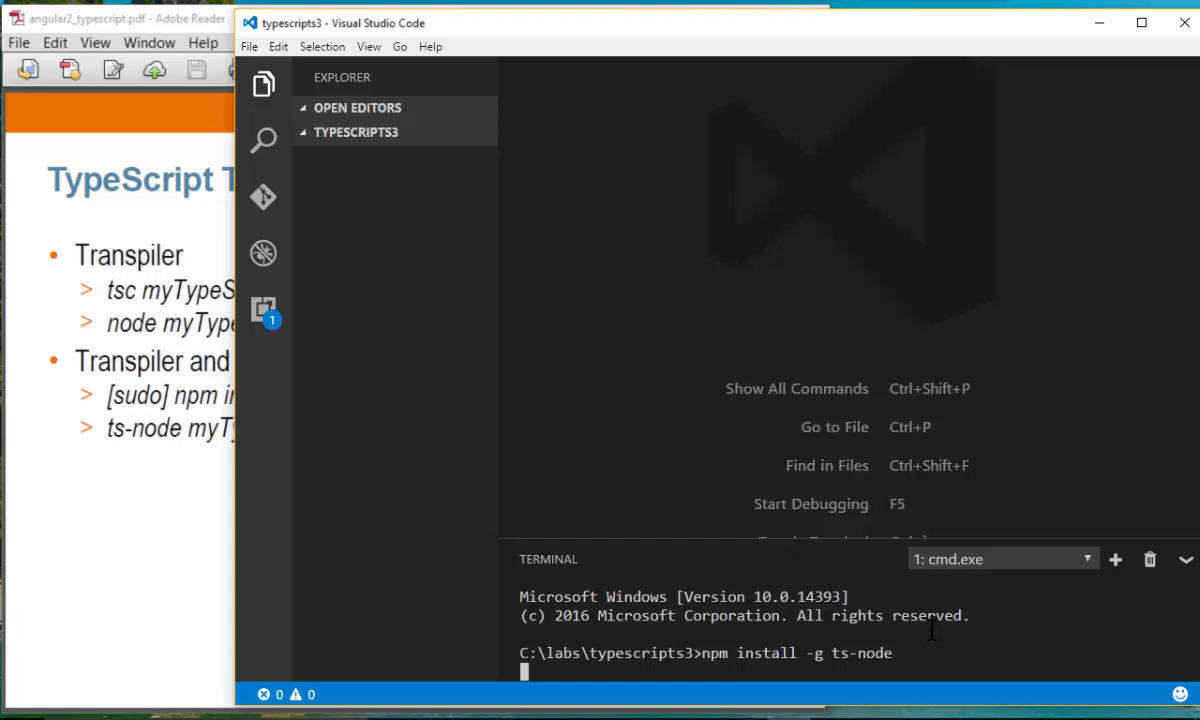 angular2_typescript.pdf - Adobe Reader
File Edit View Window Help
TypeScript
• Transpiler
> tsc
> node
• Transpiler and
> [sudo] npm
> ts-node
typescripts3 - Visual Studio Code
File Edit Selection View Go Help
EXPLORER
OPEN EDITORS
TYPESCRIPTS3
1
Show All Commands Ctrl+Shift+P
Go to File Ctrl+P
Find in Files Ctrl+Shift+F
Start Debugging F5
TERMINAL
1: cmd.exe
Microsoft Windows [Version 10.0.14393]
(c) 2016 Microsoft Corporation. All rights reserved.
C:\labs\typescripts3>npm install -g ts-node
0 0